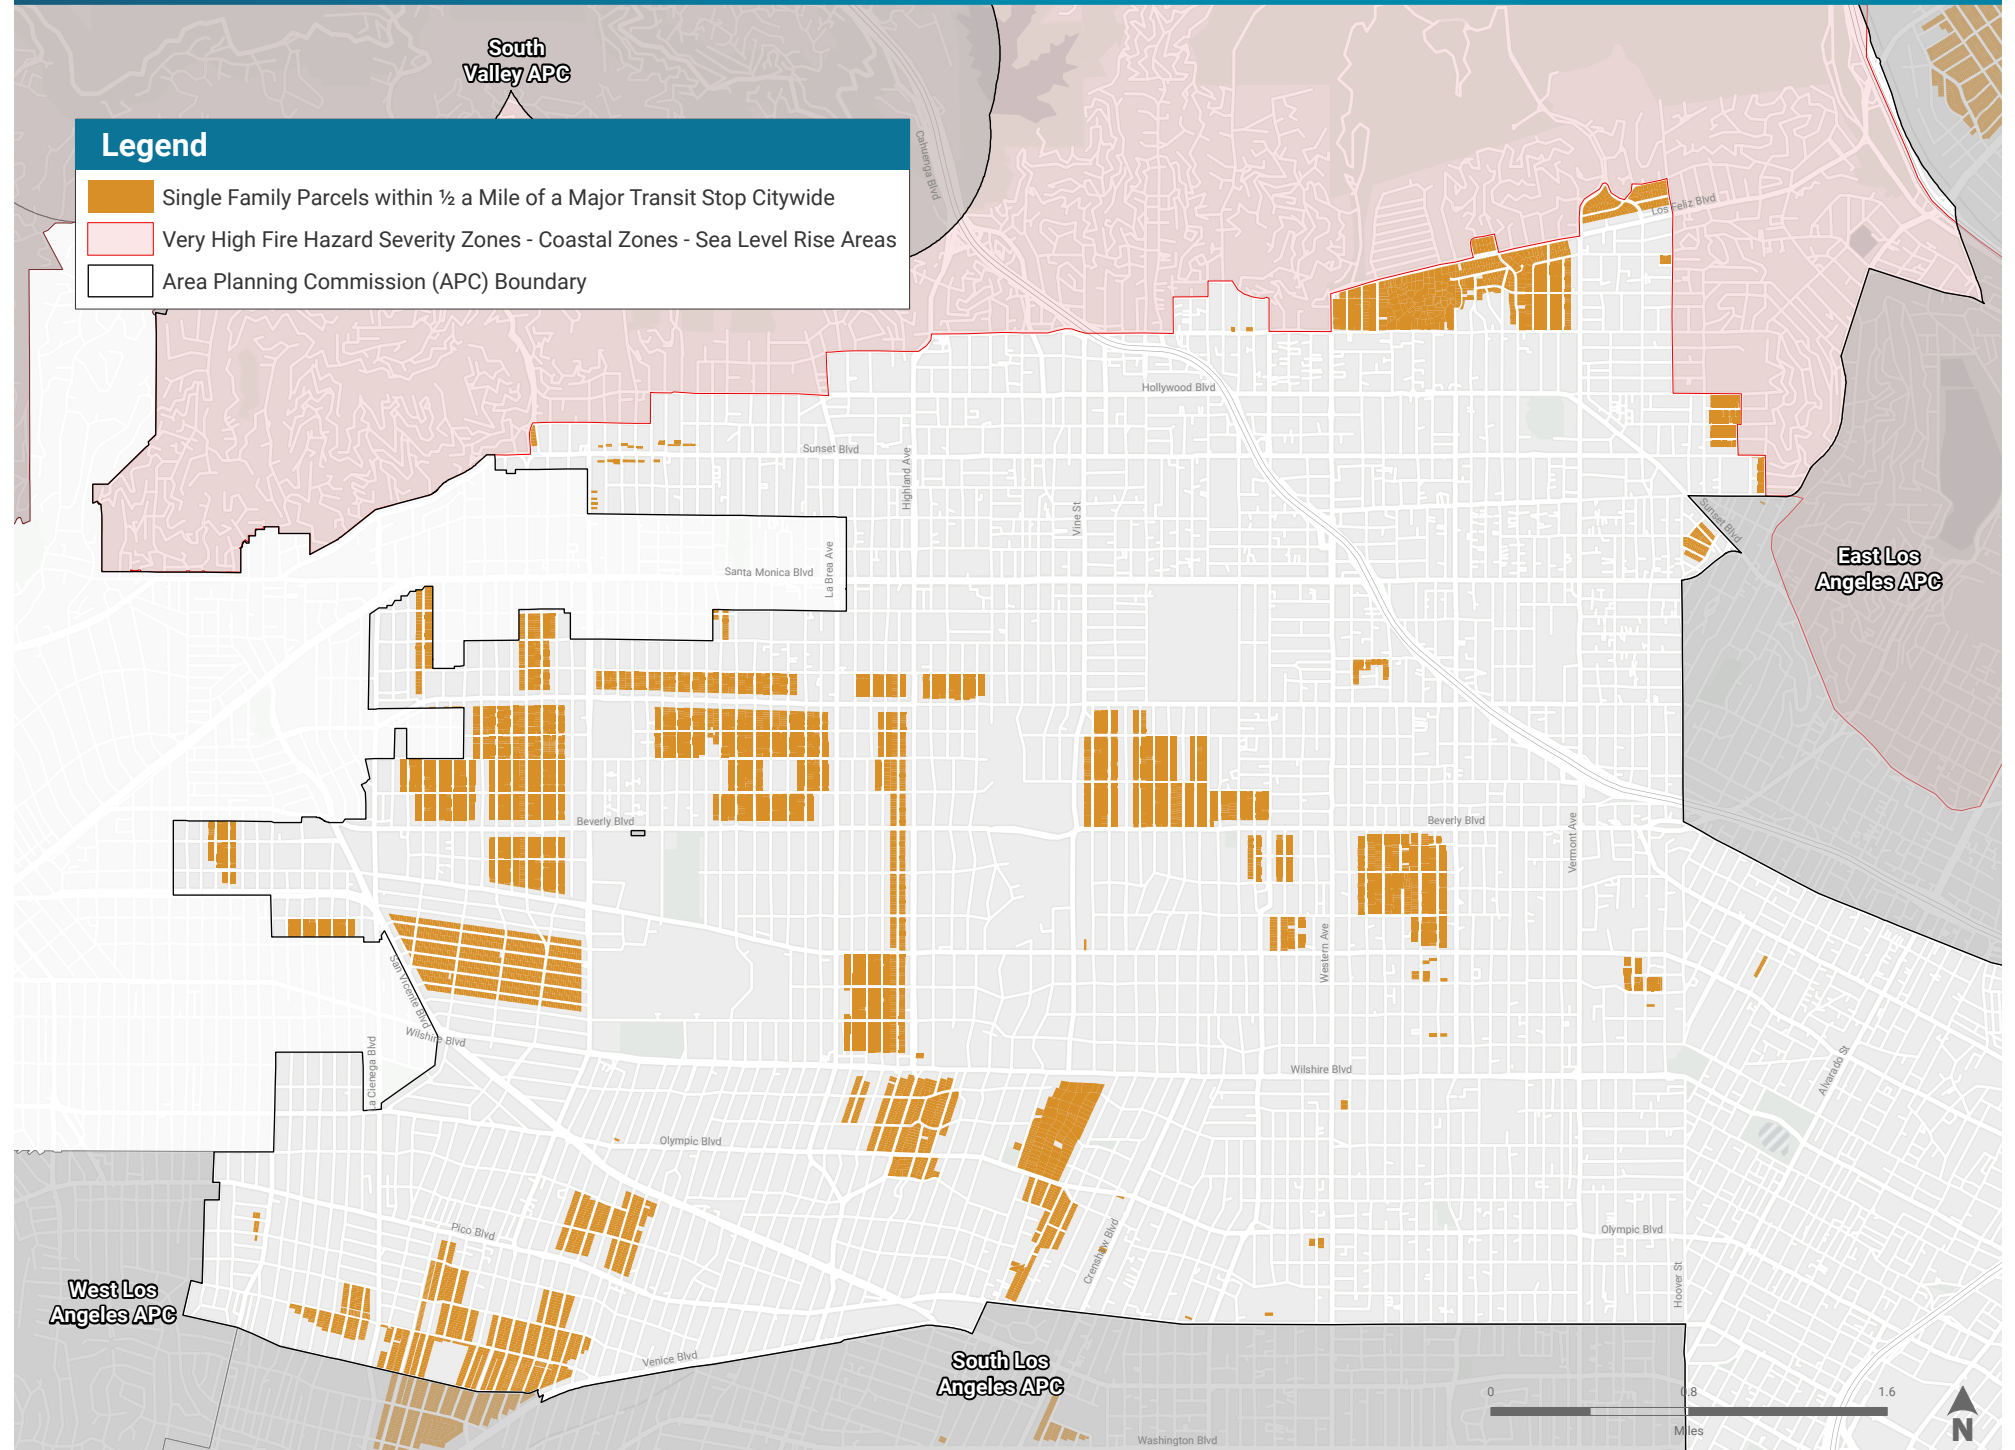 South
Valley APC
Legend
Single Family Parcels within ½ a Mile of a Major Transit Stop Citywide
Very High Fire Hazard Severity Zones - Coastal Zones - Sea Level Rise Areas
Area Planning Commission (APC) Boundary
Cahuenga Blvd
Los Feliz Blvd
Hollywood Blvd
Sunset Blvd
Highland Ave
Vine St
Sunset Blvd
East Los
Angeles APC
Santa Monica Blvd
La Brea Ave
Beverly Blvd
Beverly Blvd
Vermont Ave
Western Ave
San Vicente Blvd
Wilshire Blvd
La Cienega Blvd
Wilshire Blvd
Alvarado St
Olympic Blvd
Pico Blvd
Crenshaw Blvd
Olympic Blvd
Hoover St
West Los
Angeles APC
Venice Blvd
South Los
Angeles APC
Washington Blvd
0
0.8
1.6
Miles
N